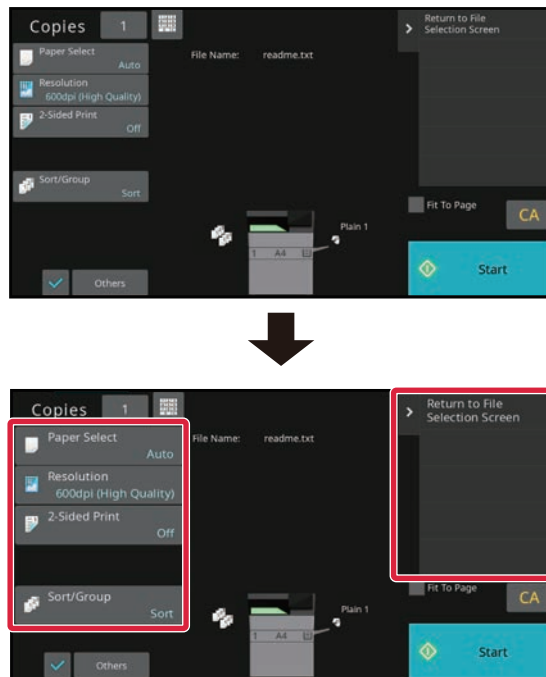 Copies 1
Paper Select
Auto
Resolution
600dpi (High Quality)
2-Sided Print
Off
Sort/Group
Sort
Others
File Name: readme.txt
Plain 1
1 A4
Return to File
Selection Screen
Fit To Page
CA
Start
Copies 1
Paper Select
Auto
Resolution
600dpi (High Quality)
2-Sided Print
Off
Sort/Group
Sort
Others
File Name: readme.txt
Plain 1
1 A4
Return to File
Selection Screen
Fit To Page
CA
Start